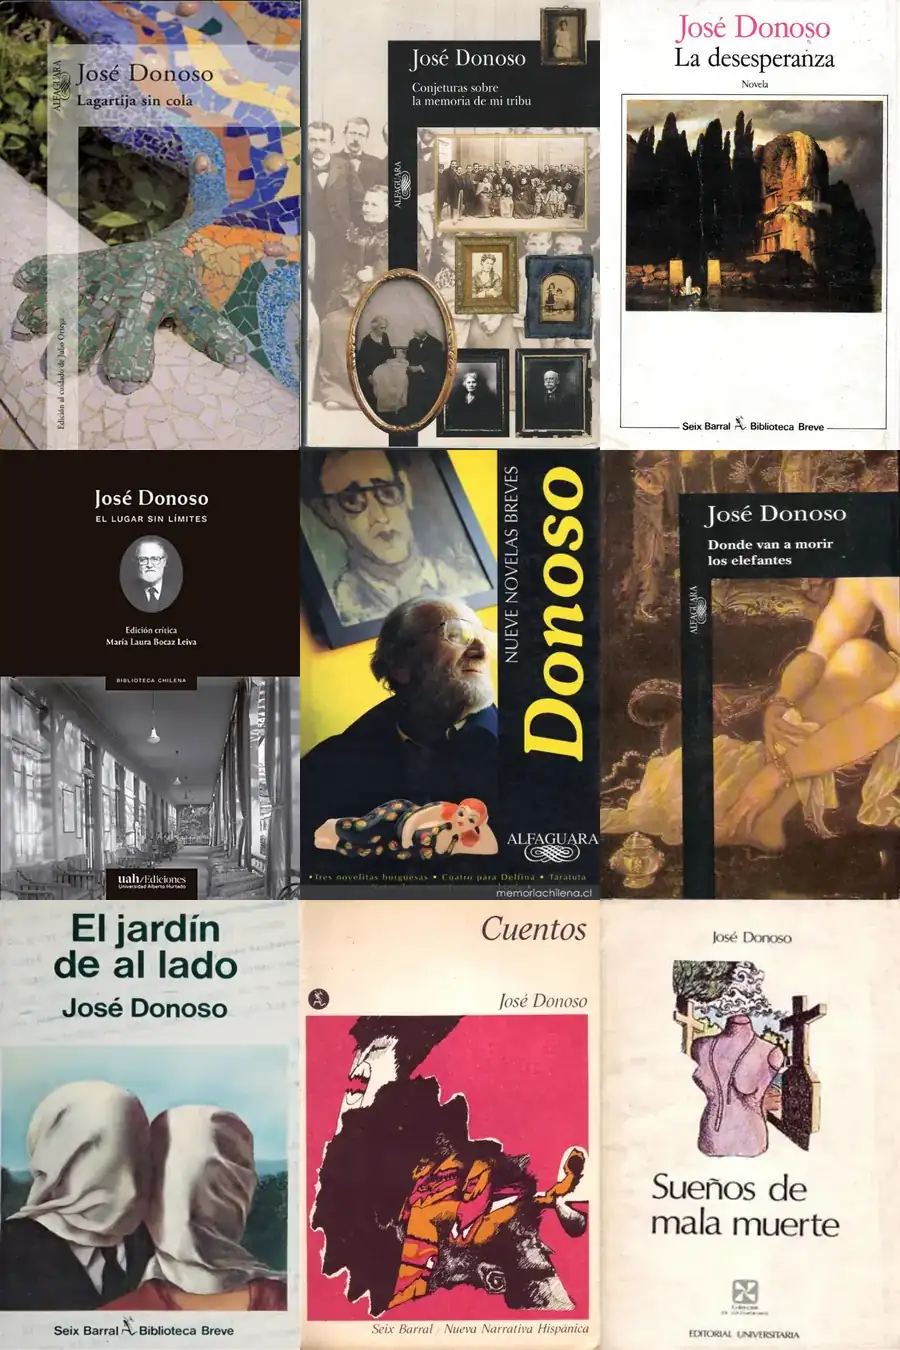 José Donoso
Lagartija sin cola
ALFAGUARA
Edición al cuidado de Julio Ortega
José Donoso
Conjeturas sobre
la memoria de mi tribu
ALFAGUARA
José Donoso
La desesperanza
Novela
Seix Barral Biblioteca Breve
José Donoso
EL LUGAR SIN LÍMITES
Edición crítica
María Laura Bocaz Leiva
BIBLIOTECA CHILENA
uah/Ediciones
Universidad Alberto Hurtado
NUEVE NOVELAS BREVES
Donoso
ALFAGUARA
•Tres novelitas burguesas • Cuatro para Delfina • Taratuta
memoriachilena.cl
José Donoso
Donde van a morir
los elefantes
ALFAGUARA
El jardín
de al lado
José Donoso
Seix Barral Biblioteca Breve
Cuentos
José Donoso
Seix Barral / Nueva Narrativa Hispánica
José Donoso
Sueños de
mala muerte
Colección
EDITORIAL UNIVERSITARIA